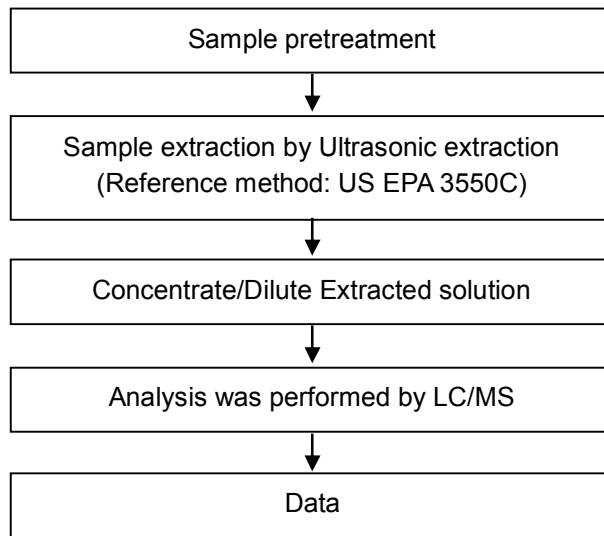 Sample pretreatment
Sample extraction by Ultrasonic extraction
(Reference method: US EPA 3550C)
Concentrate/Dilute Extracted solution
Analysis was performed by LC/MS
Data